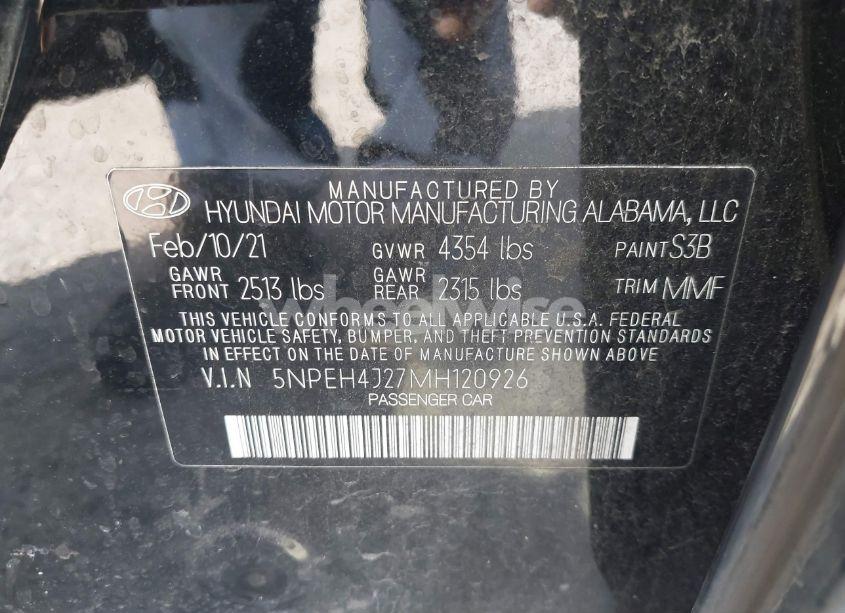 MANUFACTURED BY
HYUNDAI MOTOR MANUFACTURING ALABAMA, LLC
Feb/10/21 GVWR 4354 lbs PAINT S3B
GAWR FRONT 2513 lbs GAWR REAR 2315 lbs TRIM MMF
THIS VEHICLE CONFORMS TO ALL APPLICABLE U.S.A. FEDERAL
MOTOR VEHICLE SAFETY, BUMPER, AND THEFT PREVENTION STANDARDS
IN EFFECT ON THE DATE OF MANUFACTURE SHOWN ABOVE
V.I.N 5NPEH4J27MH120926
PASSENGER CAR
wheelwise